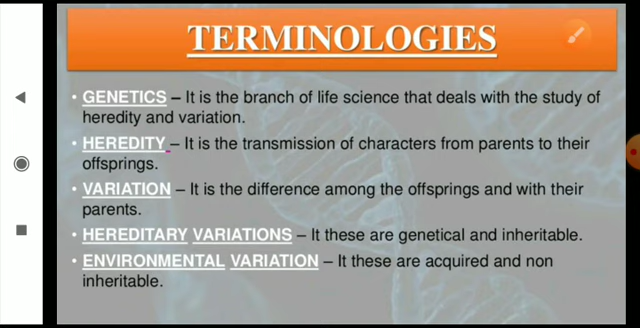 TERMINOLOGIES
• GENETICS – It is the branch of life science that deals with the study of
heredity and variation.
• HEREDITY – It is the transmission of characters from parents to their
offsprings.
• VARIATION – It is the difference among the offsprings and with their
parents.
• HEREDITARY VARIATIONS – It these are genetical and inheritable.
• ENVIRONMENTAL VARIATION – It these are acquired and non
inheritable.